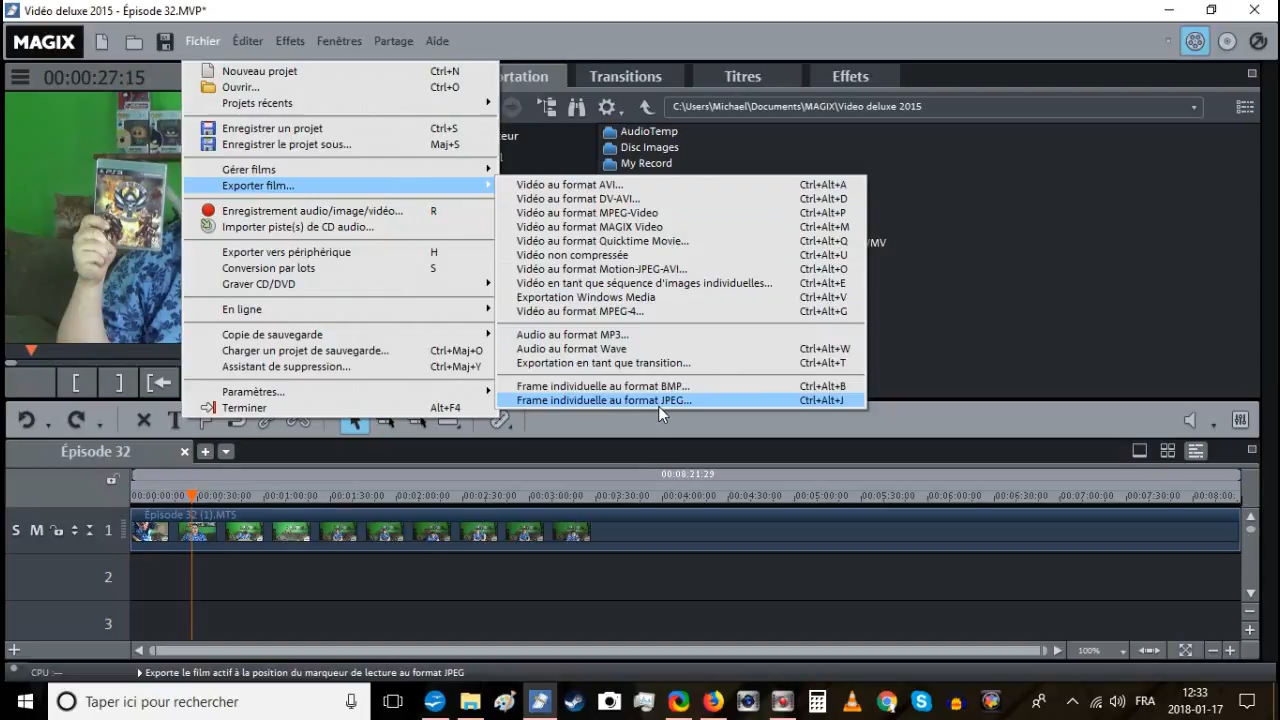 Vidéo deluxe 2015 - Épisode 32.MVP*
MAGIX Fichier Éditer Effets Fenêtres Partage Aide
00:00:27:15
ortation Transitions Titres Effets
Nouveau projet Ctrl+N
Ouvrir... Ctrl+O
Projets récents
Enregistrer un projet Ctrl+S
Enregistrer le projet sous... Maj+S
Gérer films
Exporter film...
Enregistrement audio/image/vidéo... R
Importer piste(s) de CD audio...
Exporter vers périphérique H
Conversion par lots S
Graver CD/DVD
En ligne
Copie de sauvegarde
Charger un projet de sauvegarde... Ctrl+Maj+O
Assistant de suppression... Ctrl+Maj+Y
Paramètres...
Terminer Alt+F4
C:\Users\Michael\Documents\MAGIX\Video deluxe 2015
eur
AudioTemp
Disc Images
My Record
/MV
PS3
Vidéo au format AVI... Ctrl+Alt+A
Vidéo au format DV-AVI... Ctrl+Alt+D
Vidéo au format MPEG-Video Ctrl+Alt+P
Vidéo au format MAGIX Video Ctrl+Alt+M
Vidéo au format Quicktime Movie... Ctrl+Alt+Q
Vidéo non compressée Ctrl+Alt+U
Vidéo au format Motion-JPEG-AVI... Ctrl+Alt+O
Vidéo en tant que séquence d'images individuelles... Ctrl+Alt+E
Exportation Windows Media Ctrl+Alt+V
Vidéo au format MPEG-4... Ctrl+Alt+G
Audio au format MP3...
Audio au format Wave Ctrl+Alt+W
Exportation en tant que transition... Ctrl+Alt+T
Frame individuelle au format BMP... Ctrl+Alt+B
Frame individuelle au format JPEG... Ctrl+Alt+J
Épisode 32
00:08:21:29
00:00:00:00 00:00:30:00 00:01:00:00 00:01:30:00 00:02:00:00 00:02:30:00 00:03:00:00 00:03:30:00 00:04:00:00 00:04:30:00 00:05:00:00 00:05:30:00 00:06:00:00 00:06:30:00 00:07:00:00 00:07:30:00 00:08:00:
Épisode 32 (1).MTS
S M 1
2
3
100%
CPU: — Exporte le film actif à la position du marqueur de lecture au format JPEG
Taper ici pour rechercher
FRA
12:33
2018-01-17